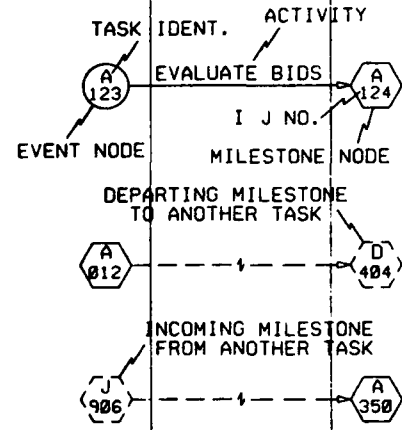 ACTIVITY
TASK IDENT.
A
123
EVALUATE BIDS
A
124
I J NO.
EVENT NODE
MILESTONE NODE
DEPARTING MILESTONE
TO ANOTHER TASK
A
012
D
404
INCOMING MILESTONE
FROM ANOTHER TASK
J
906
A
350